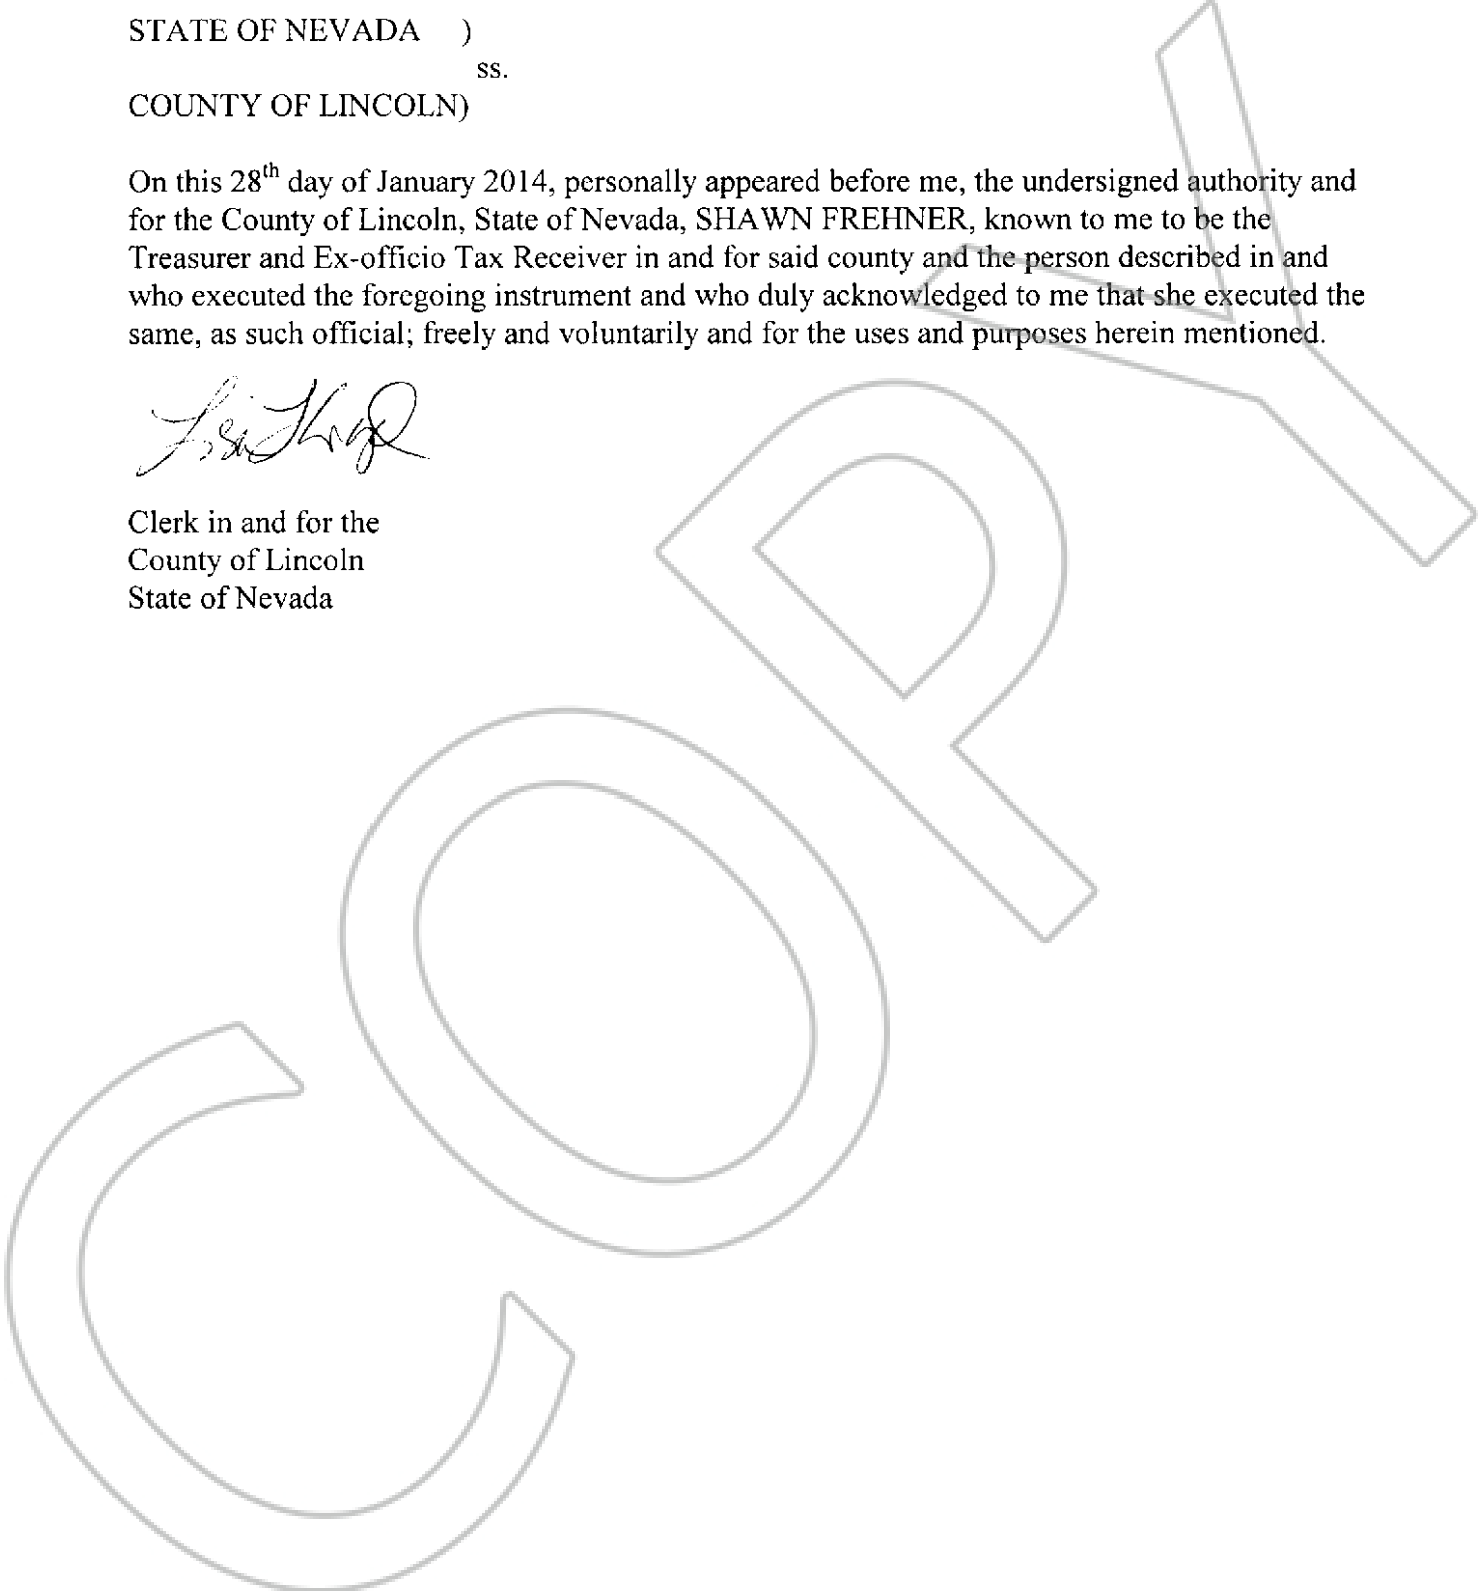 STATE OF NEVADA )
ss.
COUNTY OF LINCOLN)
On this 28th day of January 2014, personally appeared before me, the undersigned authority and
for the County of Lincoln, State of Nevada, SHAWN FREHNER, known to me to be the
Treasurer and Ex-officio Tax Receiver in and for said county and the person described in and
who executed the foregoing instrument and who duly acknowledged to me that she executed the
same, as such official; freely and voluntarily and for the uses and purposes herein mentioned.
Lisa
Clerk in and for the
County of Lincoln
State of Nevada
COPY